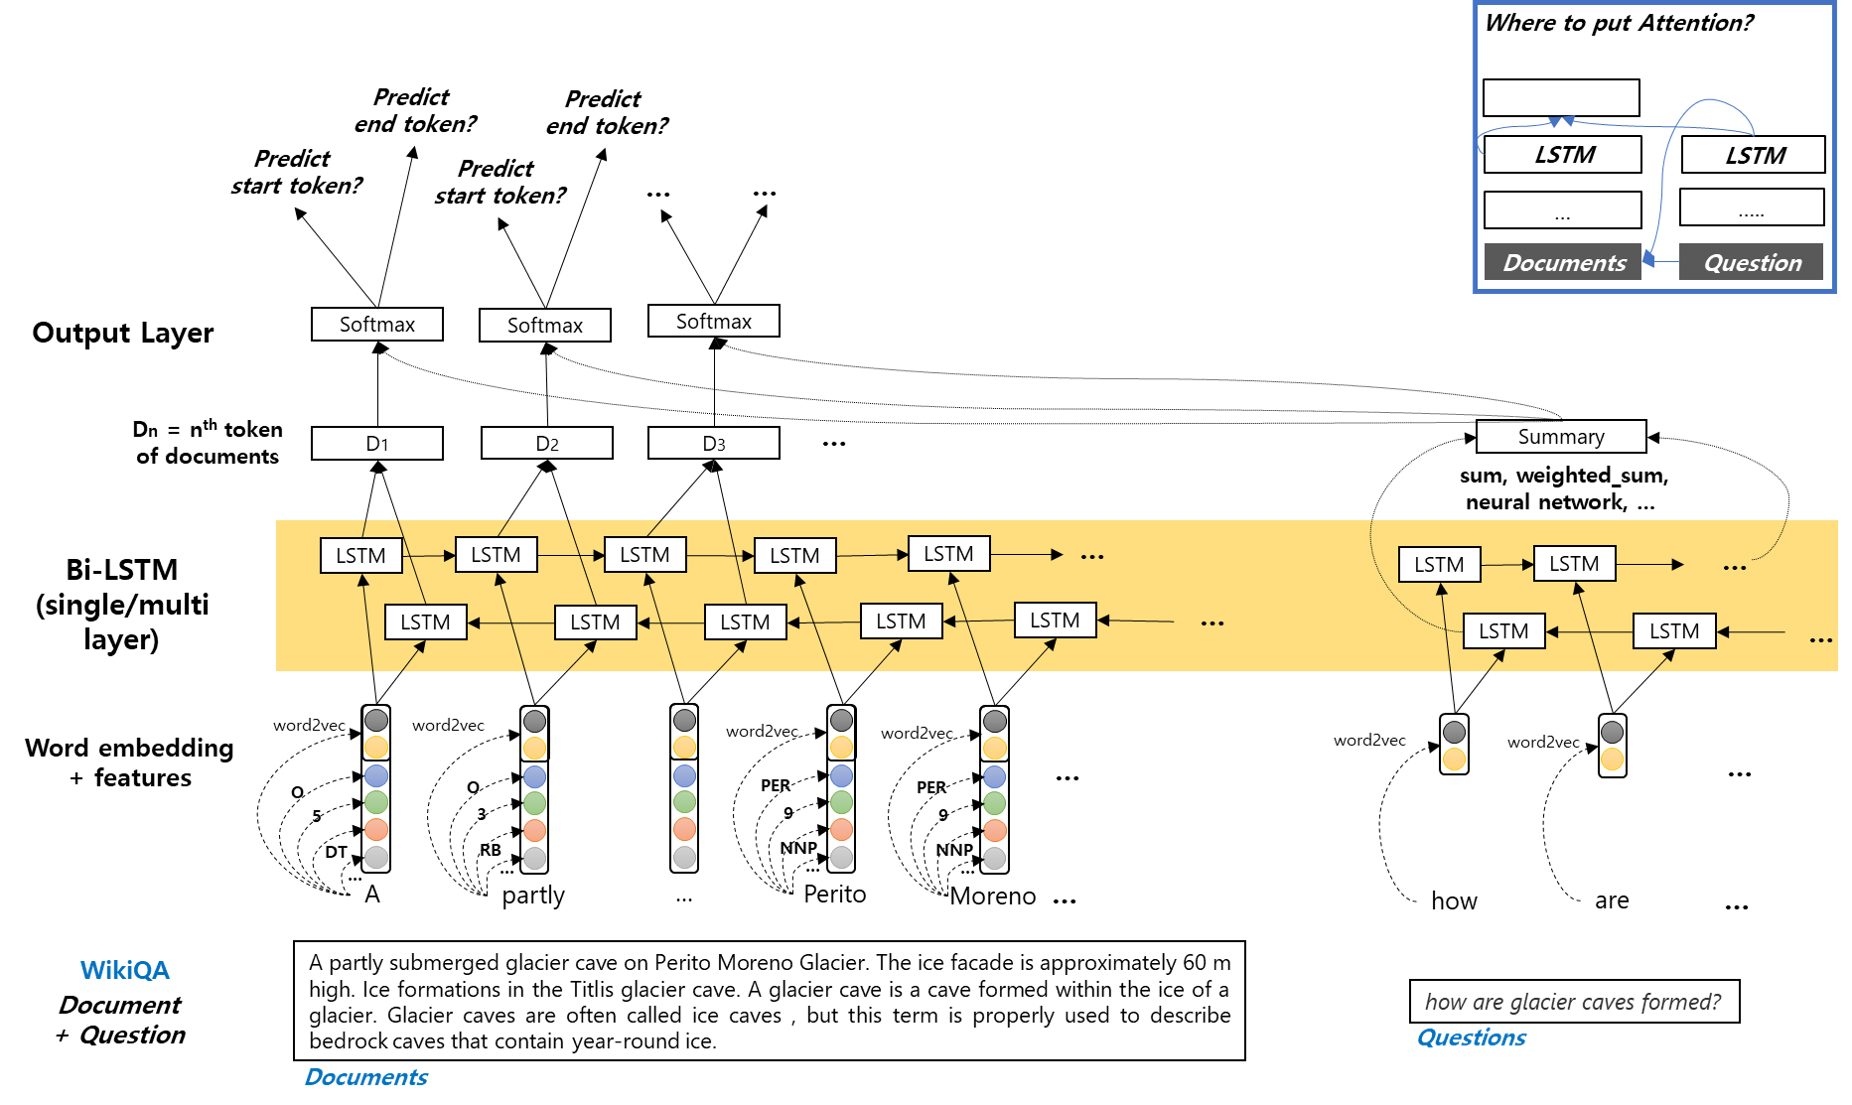 Where to put Attention?
LSTM
LSTM
...
.....
Documents
Question
Predict
end token?
Predict
end token?
Predict
start token?
Predict
start token?
...
...
Output Layer
Softmax
Softmax
Softmax
Dn = nth token
of documents
D1
D2
D3
...
Summary
sum, weighted_sum,
neural network, ...
Bi-LSTM
(single/multi
layer)
LSTM
LSTM
LSTM
LSTM
LSTM
...
LSTM
LSTM
...
LSTM
LSTM
LSTM
LSTM
LSTM
...
LSTM
LSTM
...
Word embedding
+ features
word2vec
O
5
DT
...
A
word2vec
O
3
RB
...
partly
...
word2vec
PER
9
NNP
...
Perito
word2vec
PER
9
NNP
...
Moreno
...
...
word2vec
how
word2vec
are
...
...
WikiQA
Document
+ Question
A partly submerged glacier cave on Perito Moreno Glacier. The ice facade is approximately 60 m
high. Ice formations in the Titlis glacier cave. A glacier cave is a cave formed within the ice of a
glacier. Glacier caves are often called ice caves , but this term is properly used to describe
bedrock caves that contain year-round ice.
Documents
how are glacier caves formed?
Questions